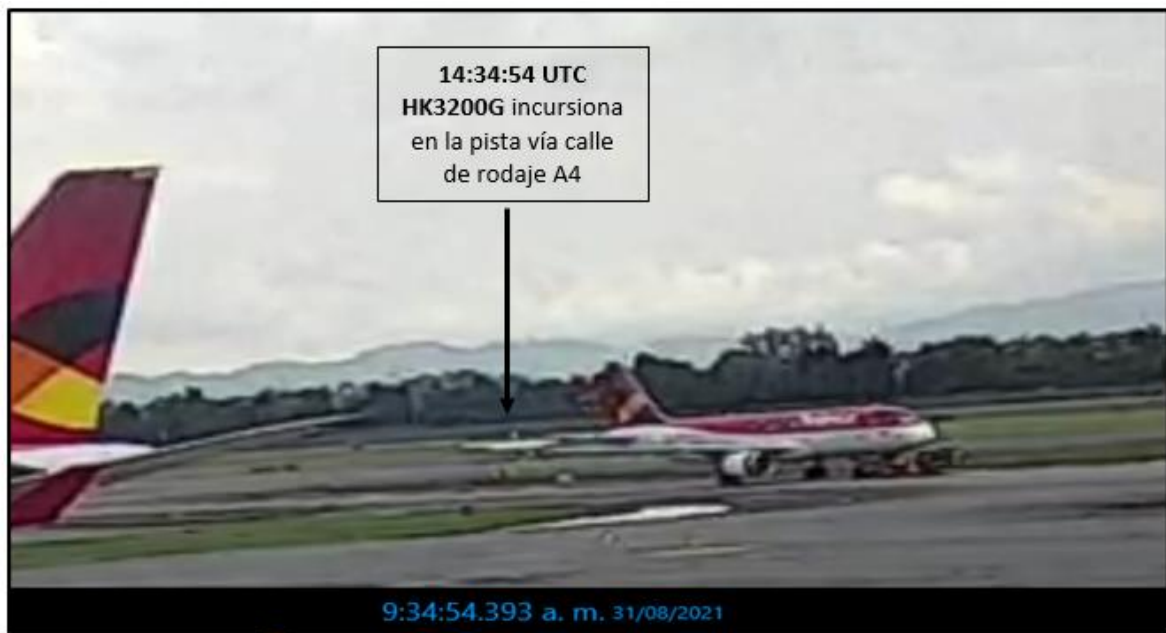 14:34:54 UTC
HK3200G incursiona
en la pista vía calle
de rodaje A4
9:34:54.393 a. m. 31/08/2021